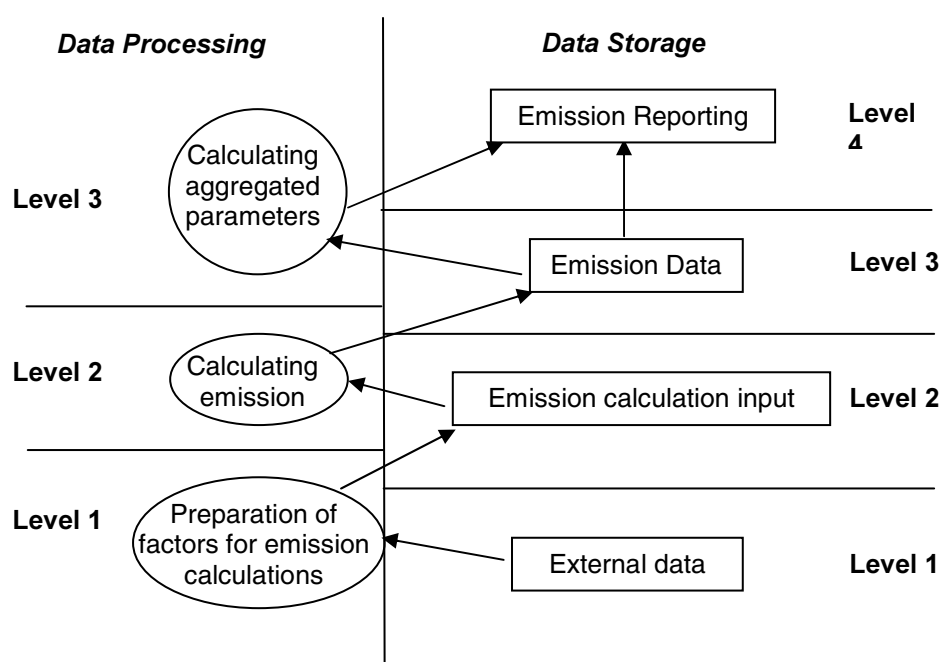 Data Processing
Data Storage
Emission Reporting
Level
4
Calculating
aggregated
parameters
Level 3
Emission Data
Level 3
Calculating
emission
Level 2
Emission calculation input
Level 2
Preparation of
factors for emission
calculations
Level 1
External data
Level 1